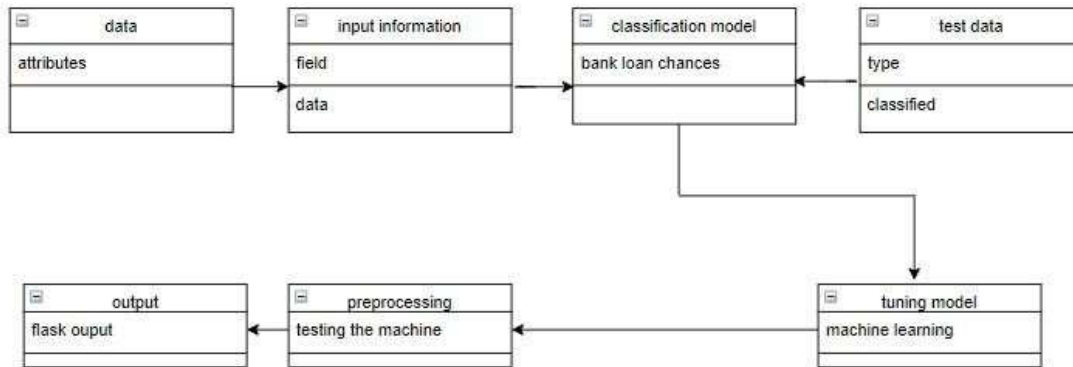 data
attributes
input information
field
data
classification model
bank loan chances
test data
type
classified
output
flask ouput
preprocessing
testing the machine
tuning model
machine learning